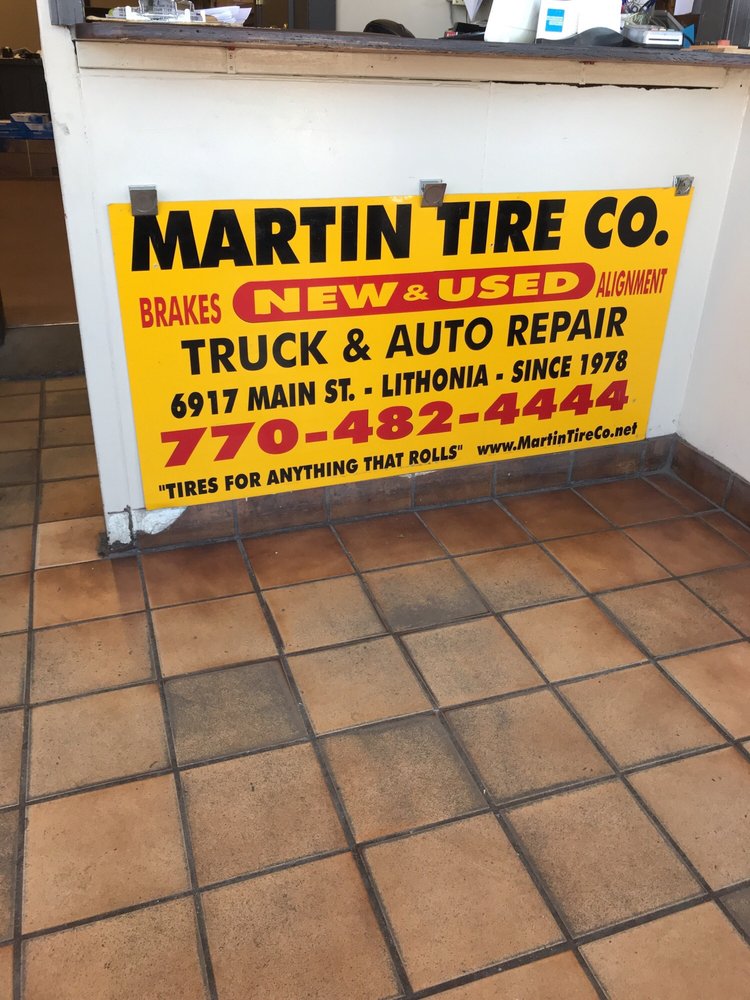 MARTIN TIRE CO.
BRAKES NEW & USED ALIGNMENT
TRUCK & AUTO REPAIR
6917 MAIN ST. - LITHONIA - SINCE 1978
770-482-4444
"TIRES FOR ANYTHING THAT ROLLS" www.MartinTireCo.net